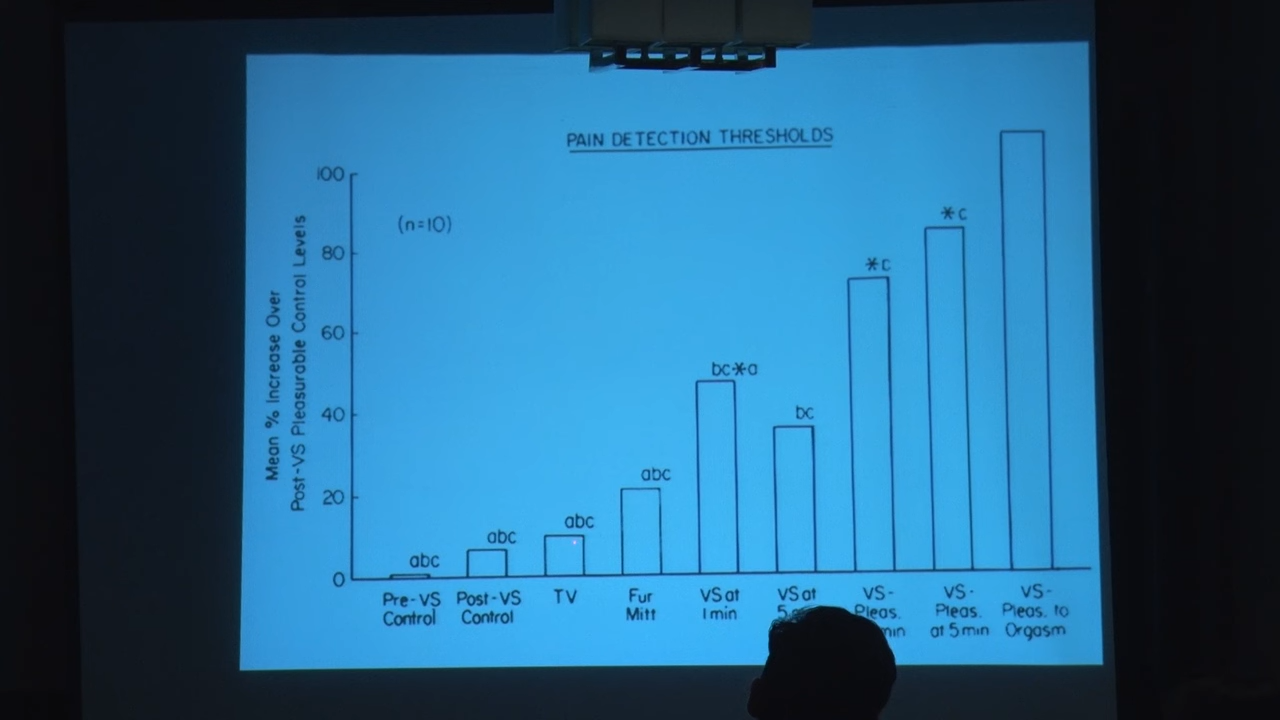 PAIN DETECTION THRESHOLDS
Mean % Increase Over
Post-VS Pleasurable Control Levels
100
80
60
40
20
0
(n=10)
abc
abc
abc
abc
bc*a
bc
*c
*c
Pre-VS
Control
Post-VS
Control
TV
Fur
Mitt
VS at
1 min
VS at
VS-
Pleas.
VS-
Pleas.
at 5 min
VS-
Pleas. to
Orgasm